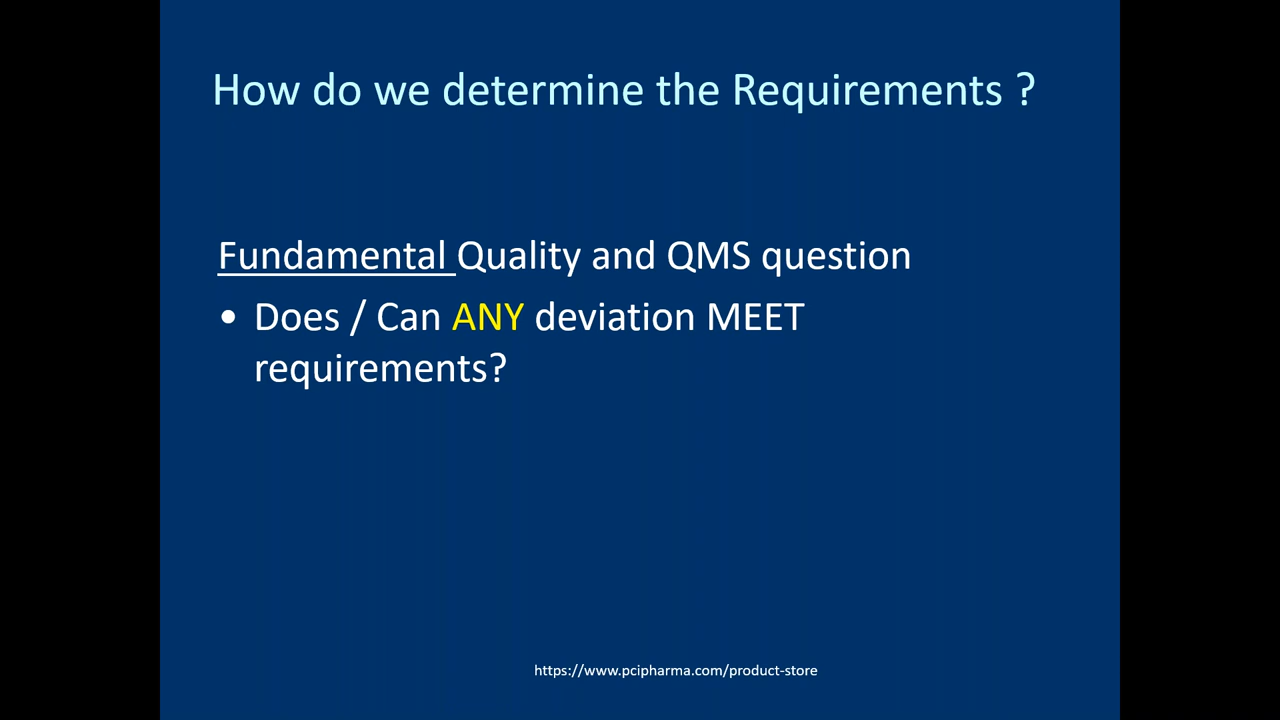 How do we determine the Requirements ?
Fundamental Quality and QMS question
• Does / Can ANY deviation MEET
requirements?
https://www.pcipharma.com/product-store